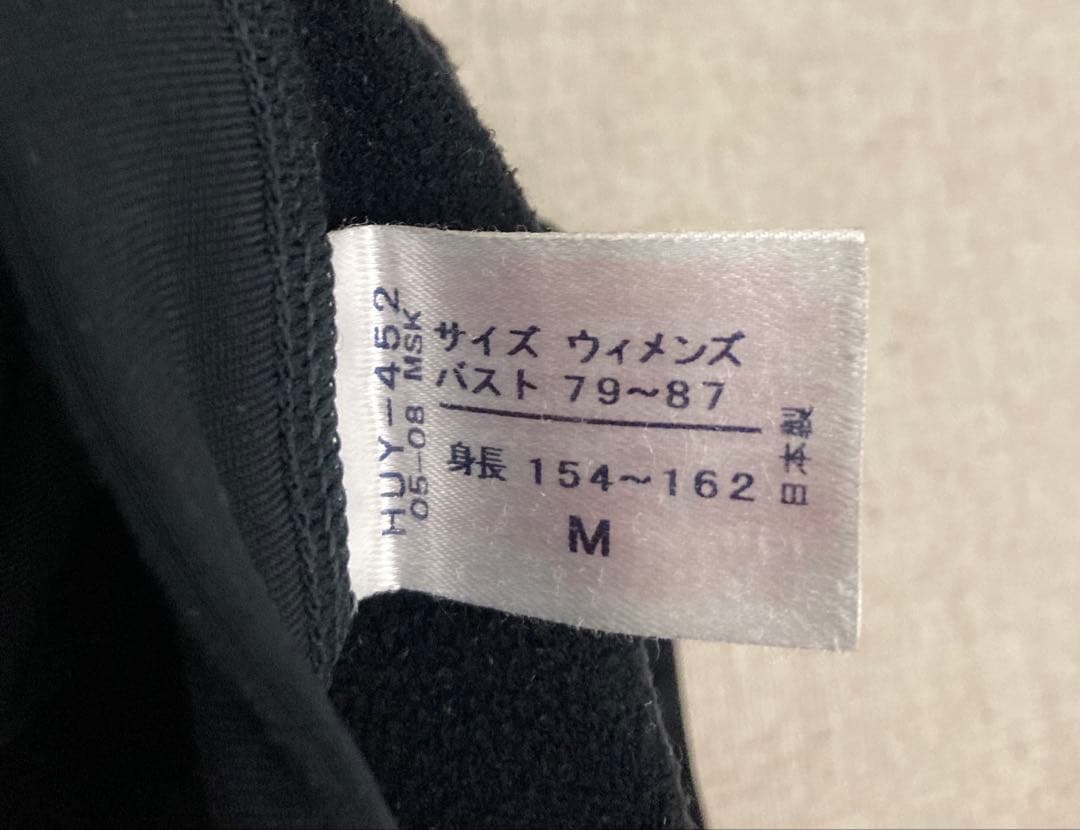 HUY-452
05-08 MSK
サイズ ウィメンズ
バスト 79~87
身長 154~162
M
日本製